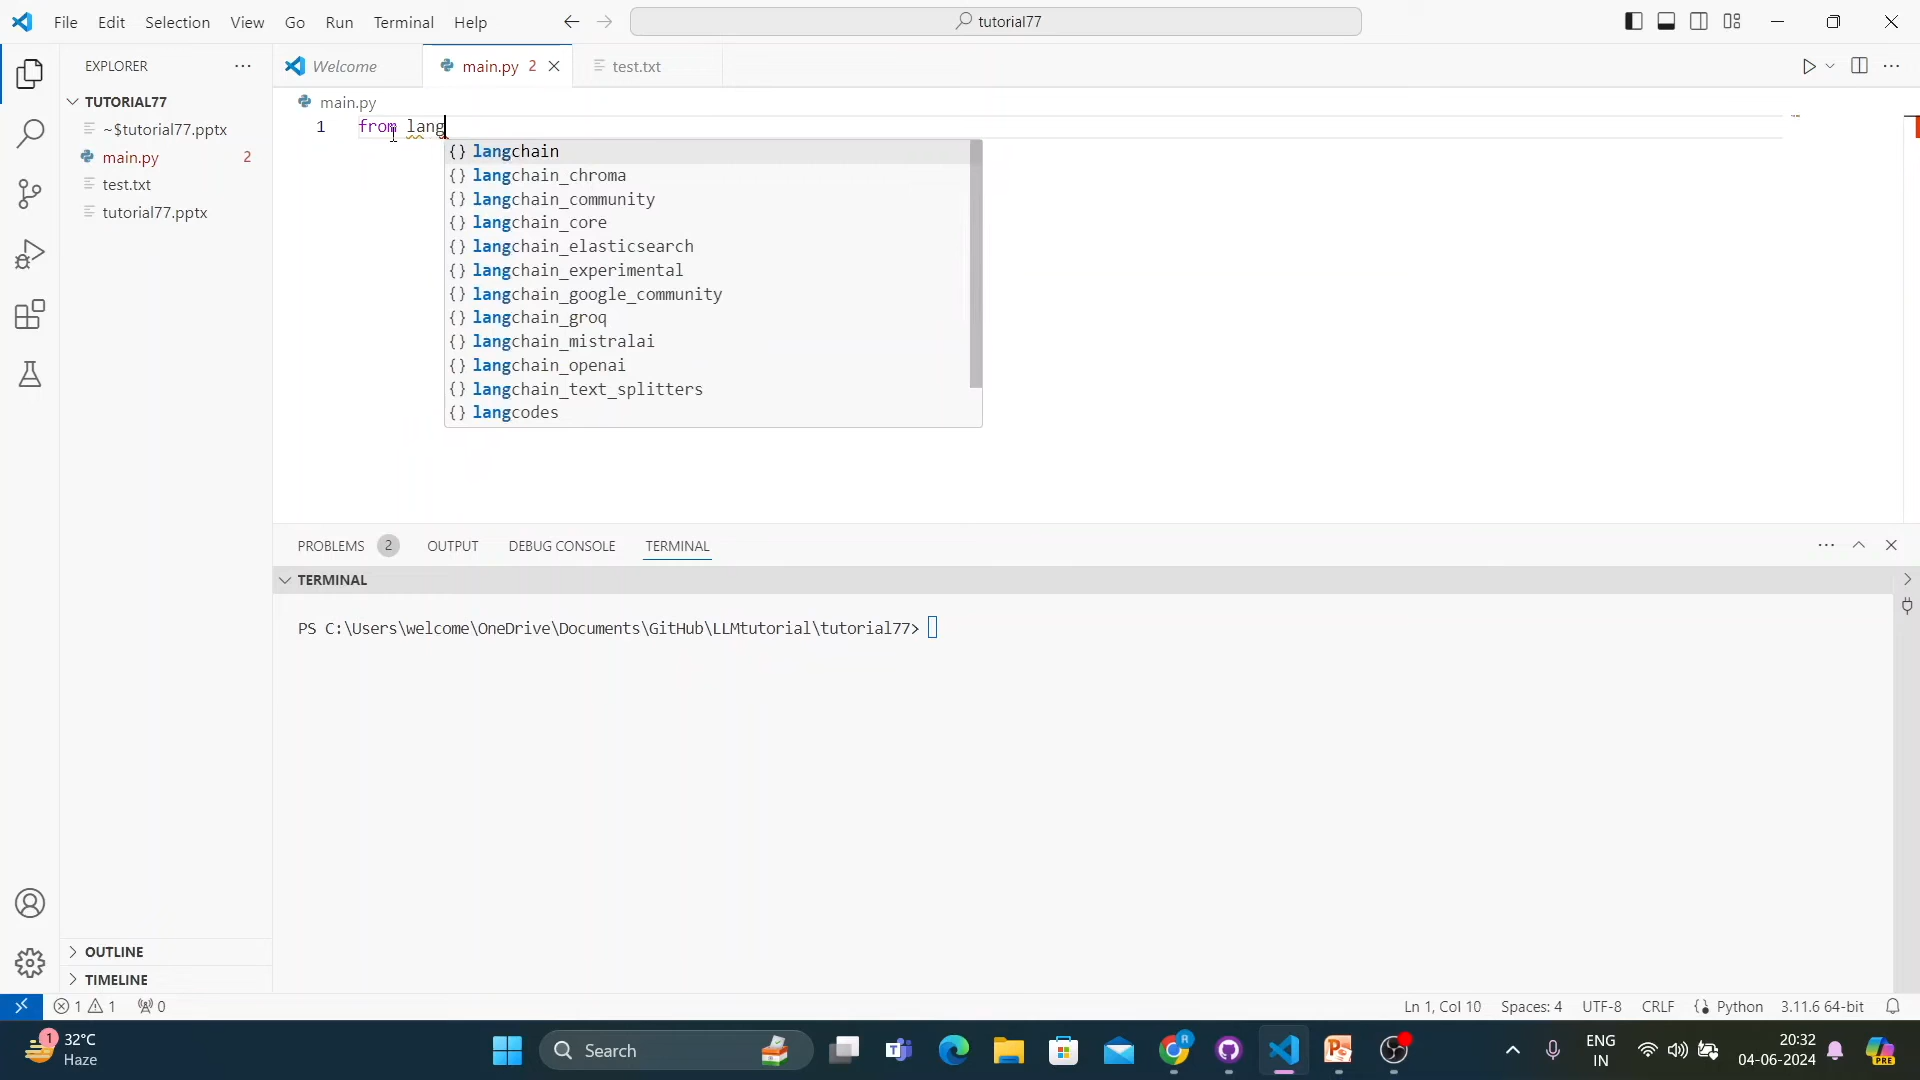 File Edit Selection View Go Run Terminal Help
tutorial77
EXPLORER
Welcome
main.py 2
test.txt
TUTORIAL77
~$tutorial77.pptx
main.py 2
test.txt
tutorial77.pptx
main.py
1 from lang
{} langchain
{} langchain_chroma
{} langchain_community
{} langchain_core
{} langchain_elasticsearch
{} langchain_experimental
{} langchain_google_community
{} langchain_groq
{} langchain_mistralai
{} langchain_openai
{} langchain_text_splitters
{} langcodes
PROBLEMS 2 OUTPUT DEBUG CONSOLE TERMINAL
TERMINAL
PS C:\Users\welcome\OneDrive\Documents\GitHub\LLMtutorial\tutorial77>
OUTLINE
TIMELINE
1 1 0
Ln 1, Col 10 Spaces: 4 UTF-8 CRLF {} Python 3.11.6 64-bit
1
32°C
Haze
Search
R
ENG
IN
20:32
04-06-2024
PRE